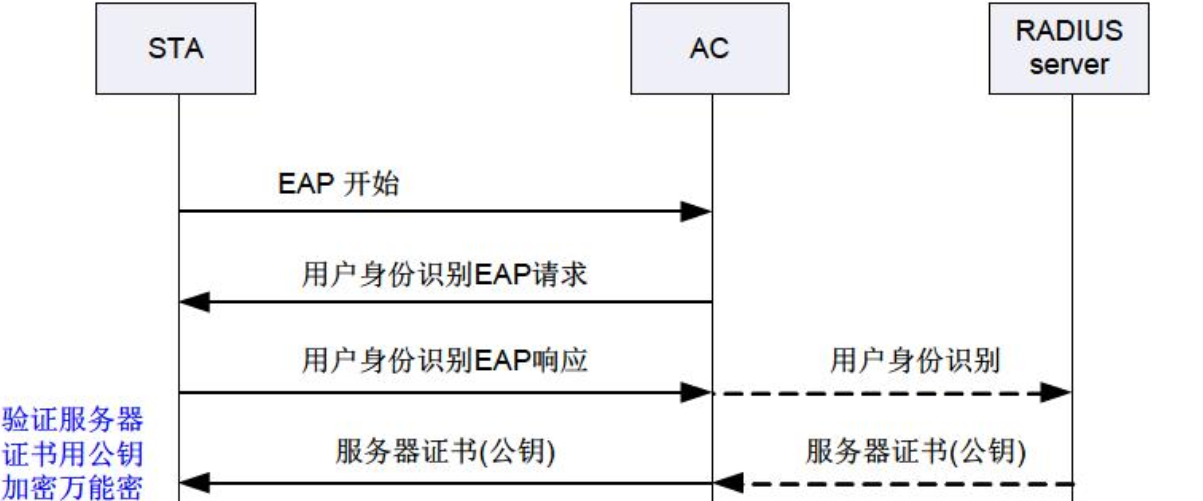 STA
AC
RADIUS
server
EAP 开始
用户身份识别EAP请求
用户身份识别EAP响应
用户身份识别
验证服务器
证书用公钥
加密万能密
服务器证书(公钥)
服务器证书(公钥)